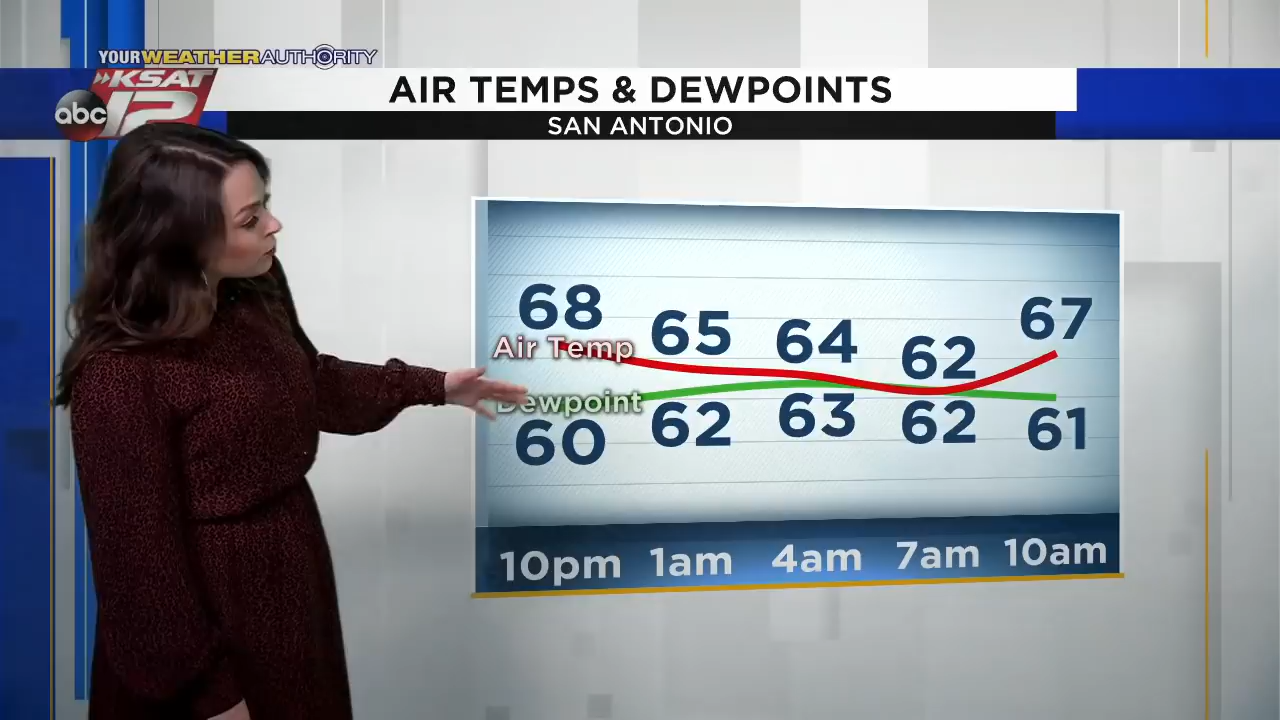 YOUR WEATHER AUTHORITY
KSAT
abc 12
AIR TEMPS & DEWPOINTS
SAN ANTONIO
68 65 64 62 67
Air Temp
Dewpoint
60 62 63 62 61
10pm 1am 4am 7am 10am